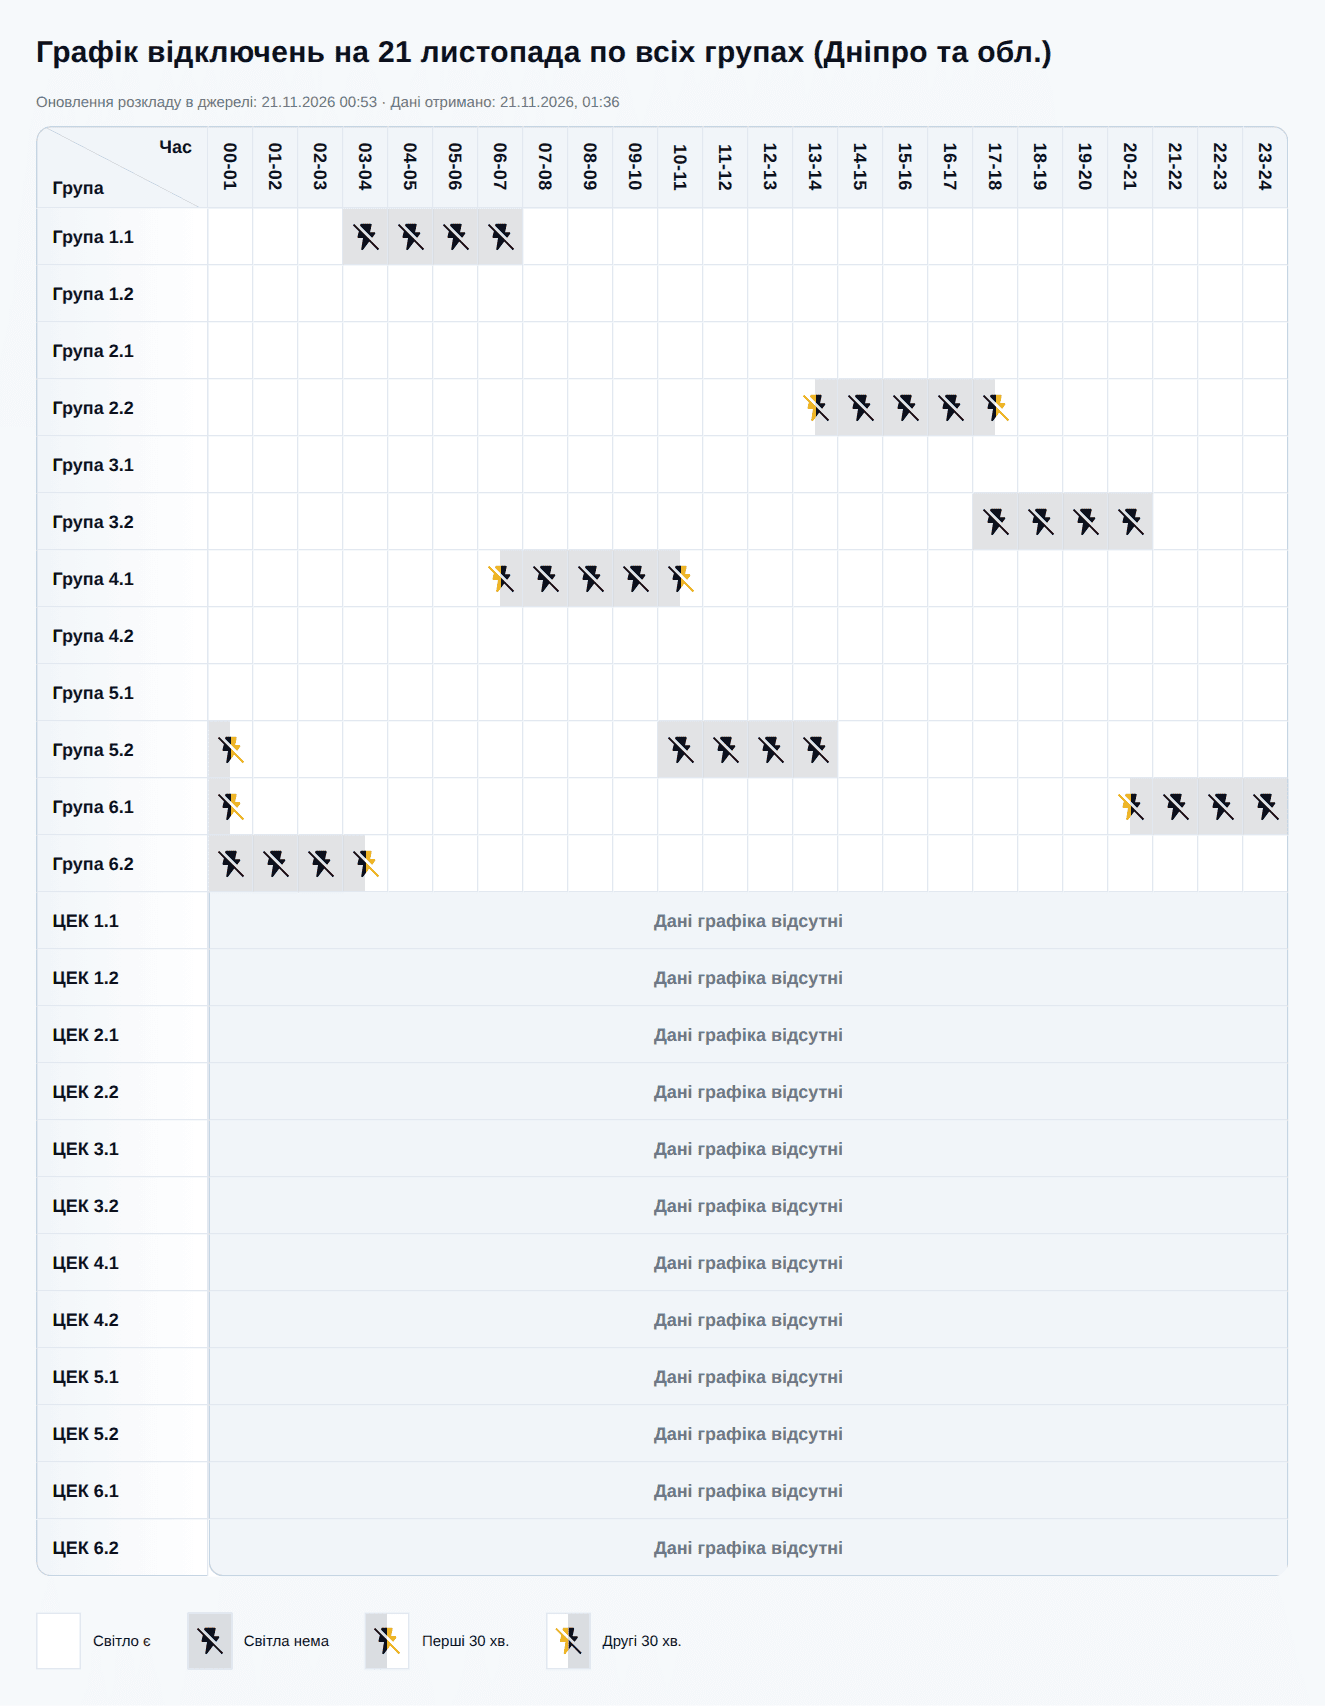 Графік відключень на 21 листопада по всіх групах (Дніпро та обл.)
Оновлення розкладу в джерелі: 21.11.2026 00:53 · Дані отримано: 21.11.2026, 01:36
Час
Група
00-01 01-02 02-03 03-04 04-05 05-06 06-07 07-08 08-09 09-10 10-11 11-12 12-13 13-14 14-15 15-16 16-17 17-18 18-19 19-20 20-21 21-22 22-23 23-24
Група 1.1
Група 1.2
Група 2.1
Група 2.2
Група 3.1
Група 3.2
Група 4.1
Група 4.2
Група 5.1
Група 5.2
Група 6.1
Група 6.2
ЦЕК 1.1 Дані графіка відсутні
ЦЕК 1.2 Дані графіка відсутні
ЦЕК 2.1 Дані графіка відсутні
ЦЕК 2.2 Дані графіка відсутні
ЦЕК 3.1 Дані графіка відсутні
ЦЕК 3.2 Дані графіка відсутні
ЦЕК 4.1 Дані графіка відсутні
ЦЕК 4.2 Дані графіка відсутні
ЦЕК 5.1 Дані графіка відсутні
ЦЕК 5.2 Дані графіка відсутні
ЦЕК 6.1 Дані графіка відсутні
ЦЕК 6.2 Дані графіка відсутні
Світло є Світла нема Перші 30 хв. Другі 30 хв.